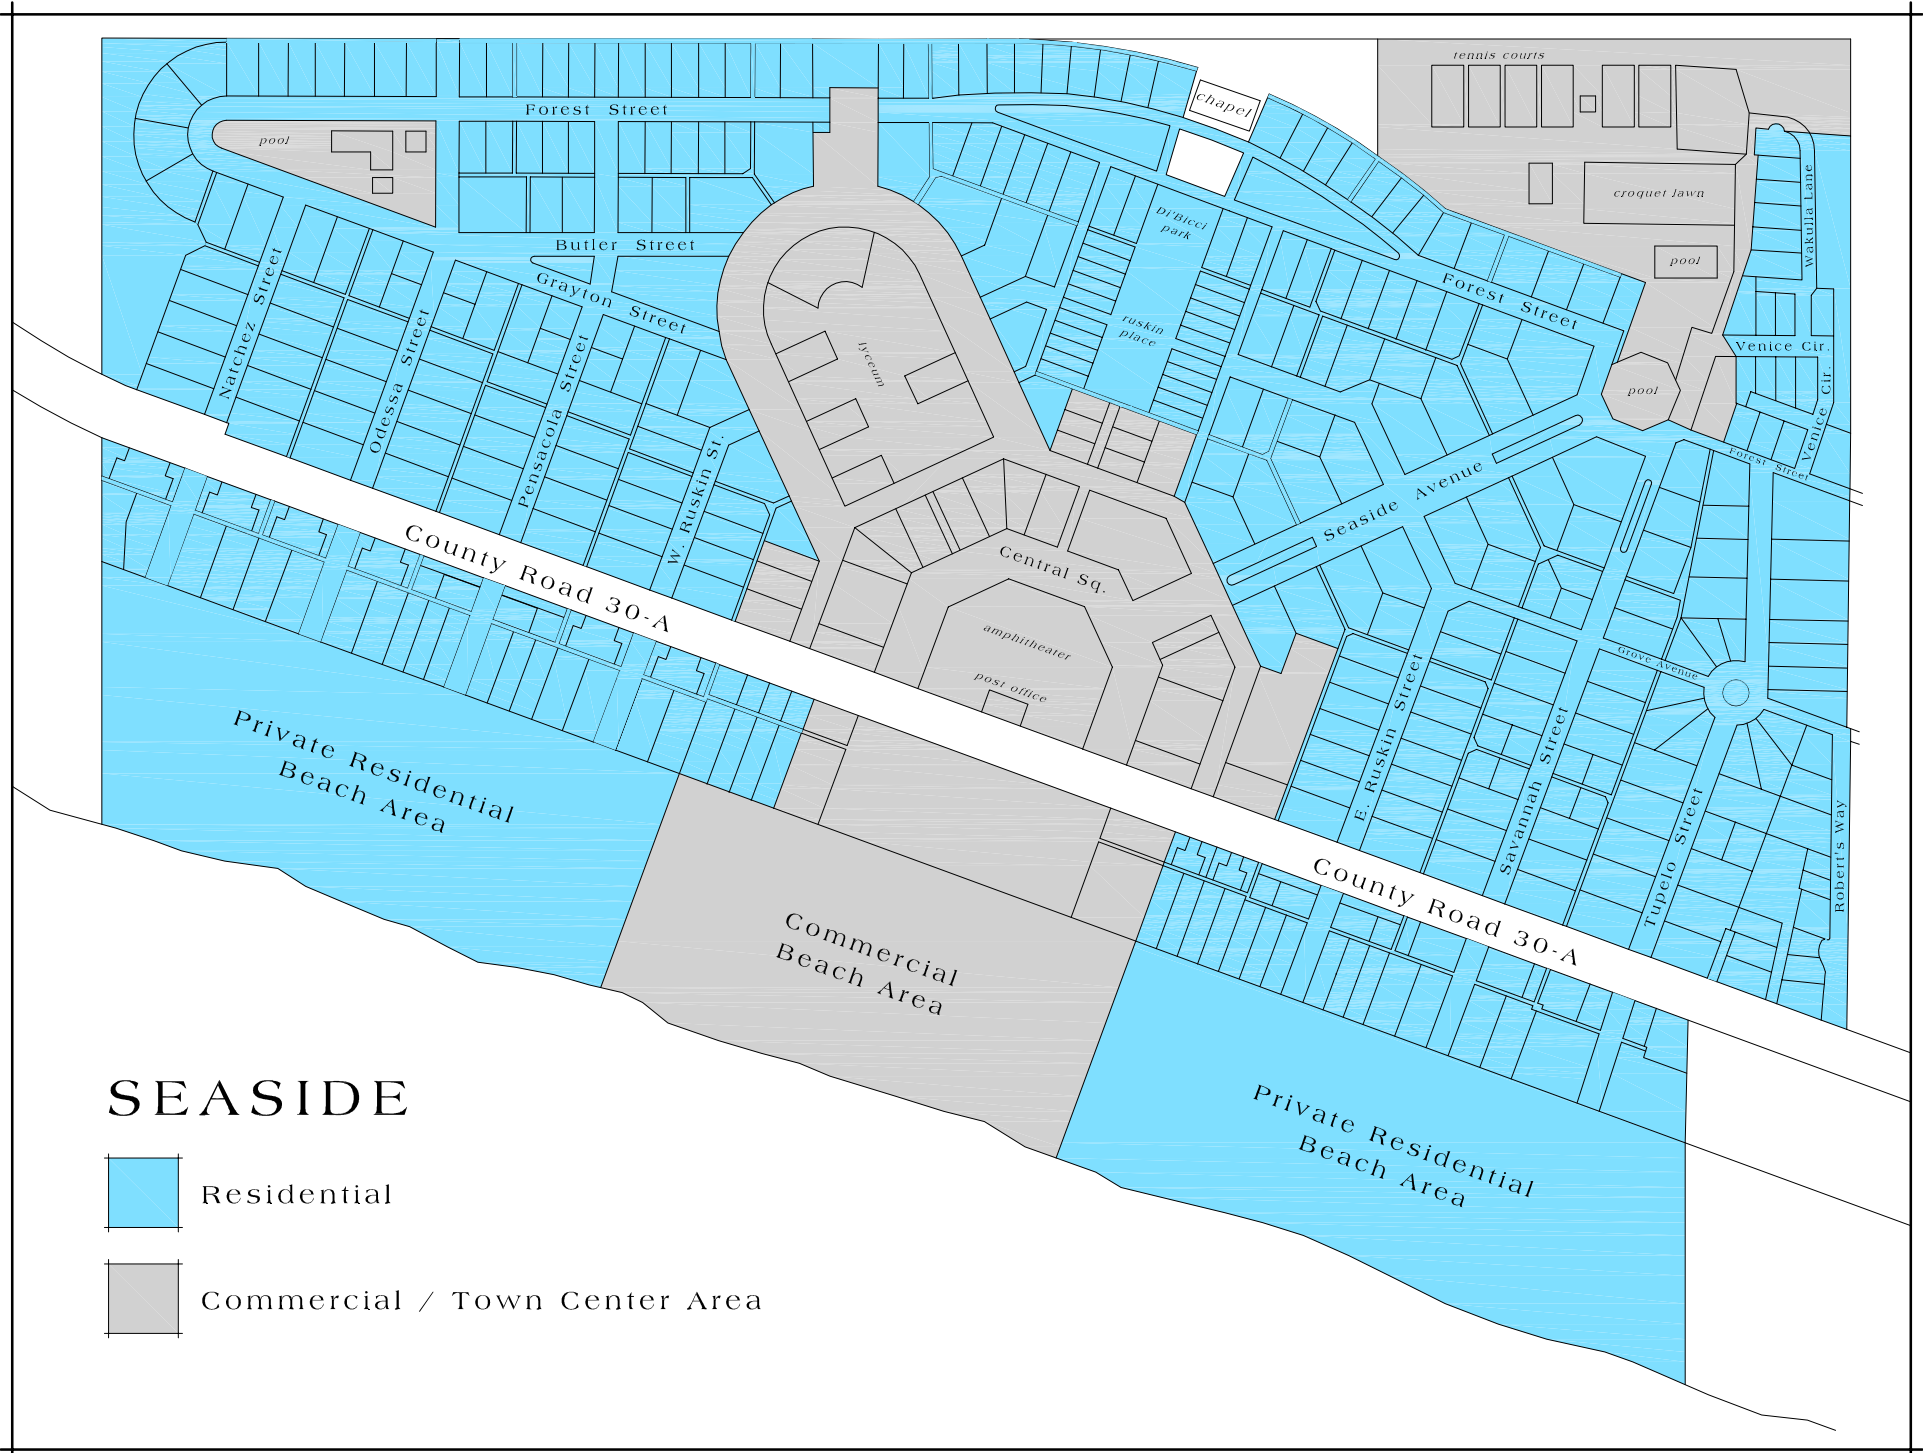 tennis courts
chapel
Forest Street
pool
croquet lawn
Wakulla Lane
Di'Bicci
park
Butler Street
pool
Natchez Street
Grayton Street
Forest Street
Odessa Street
ruskin
place
Venice Cir.
Pensacola Street
lyceum
pool
Venice Cir.
Venice Cir.
W. Ruskin St.
Seaside Avenue
Forest Street
County Road 30-A
Central Sq.
amphitheater
post office
Grove Avenue
E. Ruskin Street
Savannah Street
Tupelo Street
Robert's Way
Private Residential
Beach Area
County Road 30-A
Commercial
Beach Area
Private Residential
Beach Area
SEASIDE
Residential
Commercial / Town Center Area